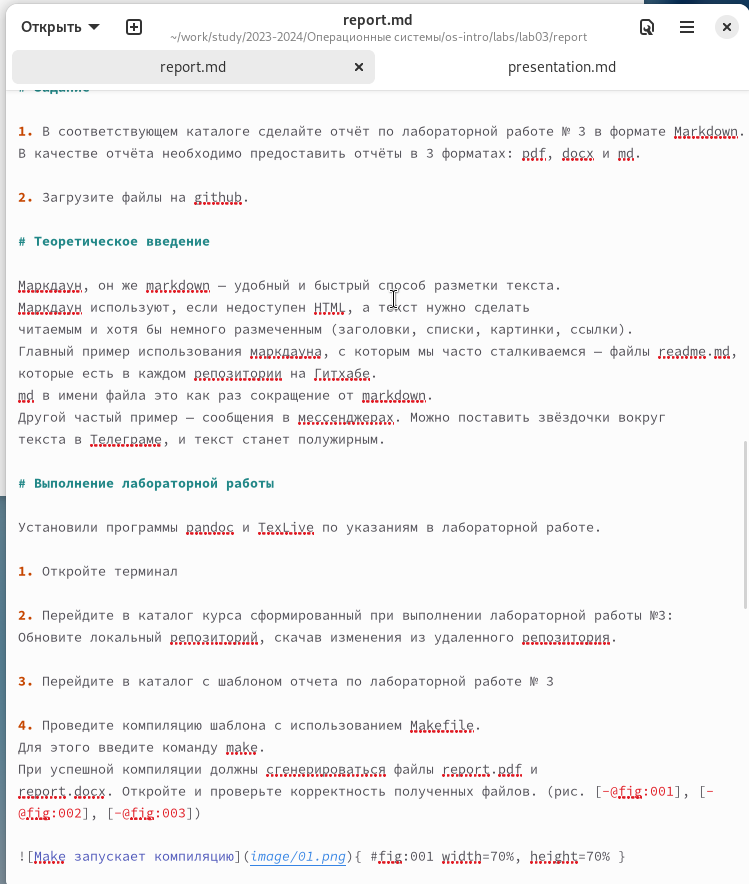 Открыть
report.md
~/work/study/2023-2024/Операционные системы/os-intro/labs/lab03/report
report.md
presentation.md
# Задание
1. В соответствующем каталоге сделайте отчёт по лабораторной работе № 3 в формате Markdown.
В качестве отчёта необходимо предоставить отчёты в 3 форматах: pdf, docx и md.
2. Загрузите файлы на github.
# Теоретическое введение
Маркдаун, он же markdown — удобный и быстрый способ разметки текста.
Маркдаун используют, если недоступен HTML, а текст нужно сделать
читаемым и хотя бы немного размеченным (заголовки, списки, картинки, ссылки).
Главный пример использования маркдауна, с которым мы часто сталкиваемся — файлы readme.md,
которые есть в каждом репозитории на Гитхабе.
md в имени файла это как раз сокращение от markdown.
Другой частый пример — сообщения в мессенджерах. Можно поставить звёздочки вокруг
текста в Телеграме, и текст станет полужирным.
# Выполнение лабораторной работы
Установили программы pandoc и TexLive по указаниям в лабораторной работе.
1. Откройте терминал
2. Перейдите в каталог курса сформированный при выполнении лабораторной работы №3:
Обновите локальный репозиторий, скачав изменения из удаленного репозитория.
3. Перейдите в каталог с шаблоном отчета по лабораторной работе № 3
4. Проведите компиляцию шаблона с использованием Makefile.
Для этого введите команду make.
При успешной компиляции должны сгенерироваться файлы report.pdf и
report.docx. Откройте и проверьте корректность полученных файлов. (рис. [-@fig:001], [-
@fig:002], [-@fig:003])
![Make запускает компиляцию](image/01.png){ #fig:001 width=70%, height=70% }